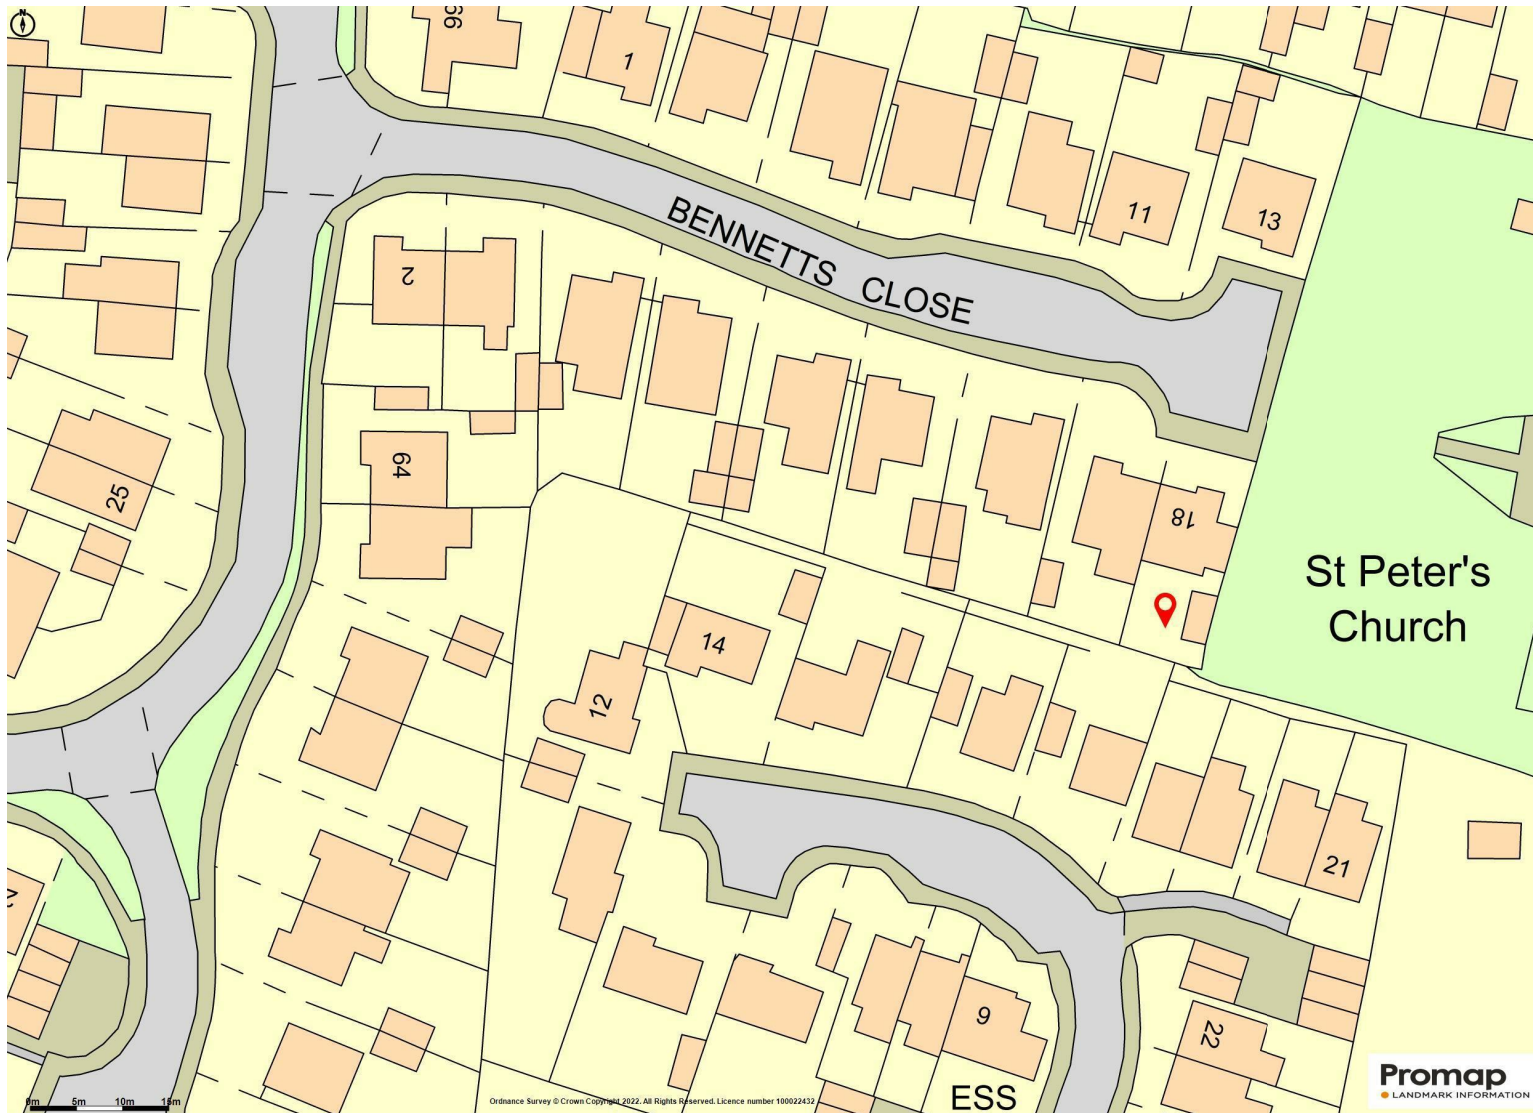 66
1
11
13
2
BENNETTS CLOSE
64
25
18
St Peter's
Church
14
12
21
9
22
ESS
0m 5m 10m 15m
Ordnance Survey © Crown Copyright 2022. All Rights Reserved. Licence number 100022432
Promap
LANDMARK INFORMATION